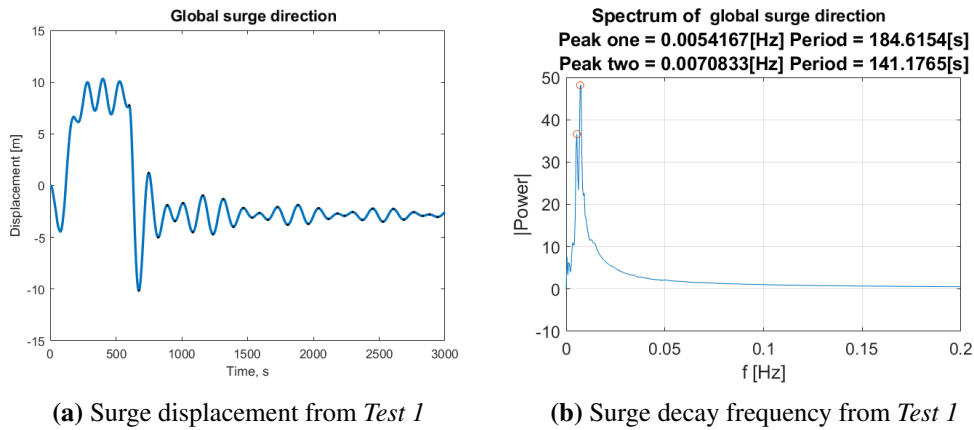 Global surge direction
Displacement [m]
15
10
5
0
-5
-10
-15
0
500
1000
1500
2000
2500
3000
Time, s
(a) Surge displacement from Test 1
Spectrum of global surge direction
Peak one = 0.0054167[Hz] Period = 184.6154[s]
Peak two = 0.0070833[Hz] Period = 141.1765[s]
|Power|
50
40
30
20
10
0
-10
0
0.05
0.1
0.15
0.2
f [Hz]
(b) Surge decay frequency from Test 1